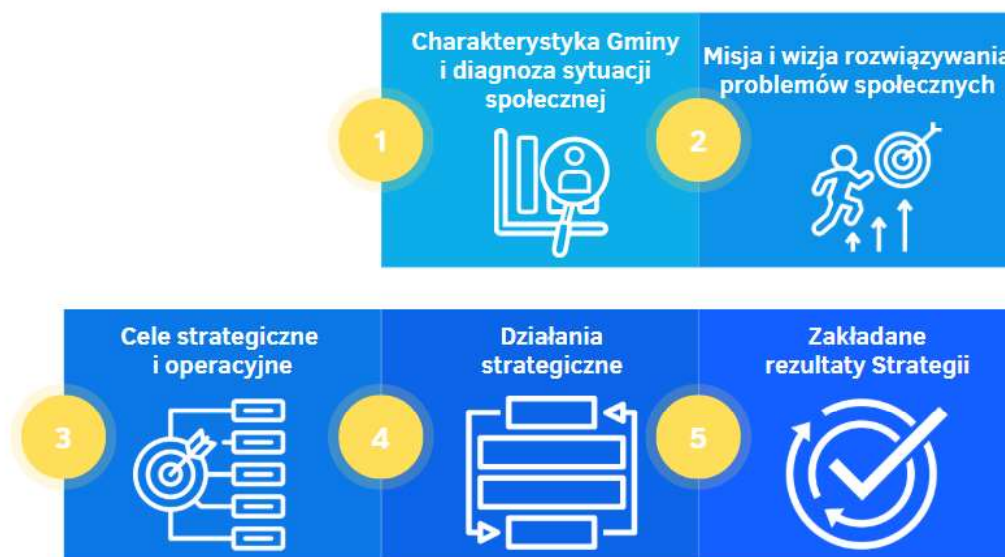 1
Charakterystyka Gminy
i diagnoza sytuacji
społecznej
2
Misja i wizja rozwiązywania
problemów społecznych
3
Cele strategiczne
i operacyjne
4
Działania
strategiczne
5
Zakładane
rezultaty Strategii